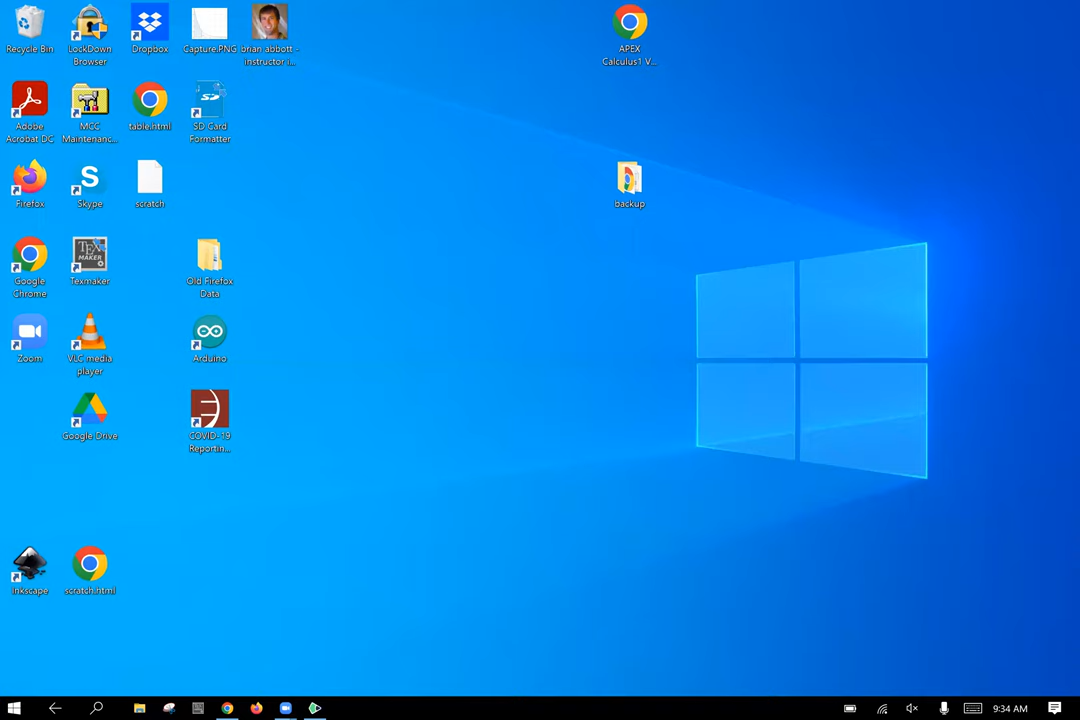 Recycle Bin
LockDown
Browser
Dropbox
Capture.PNG
brian abbott -
instructor i...
APEX
Calculus1 V...
Adobe
Acrobat DC
MCC
Maintenanc...
table.html
SD Card
Formatter
Firefox
Skype
scratch
backup
Google
Chrome
TEX
MAKER
Texmaker
Old Firefox
Data
Zoom
VLC media
player
Arduino
Google Drive
COVID-19
Reportin...
Inkscape
scratch.html
9:34 AM